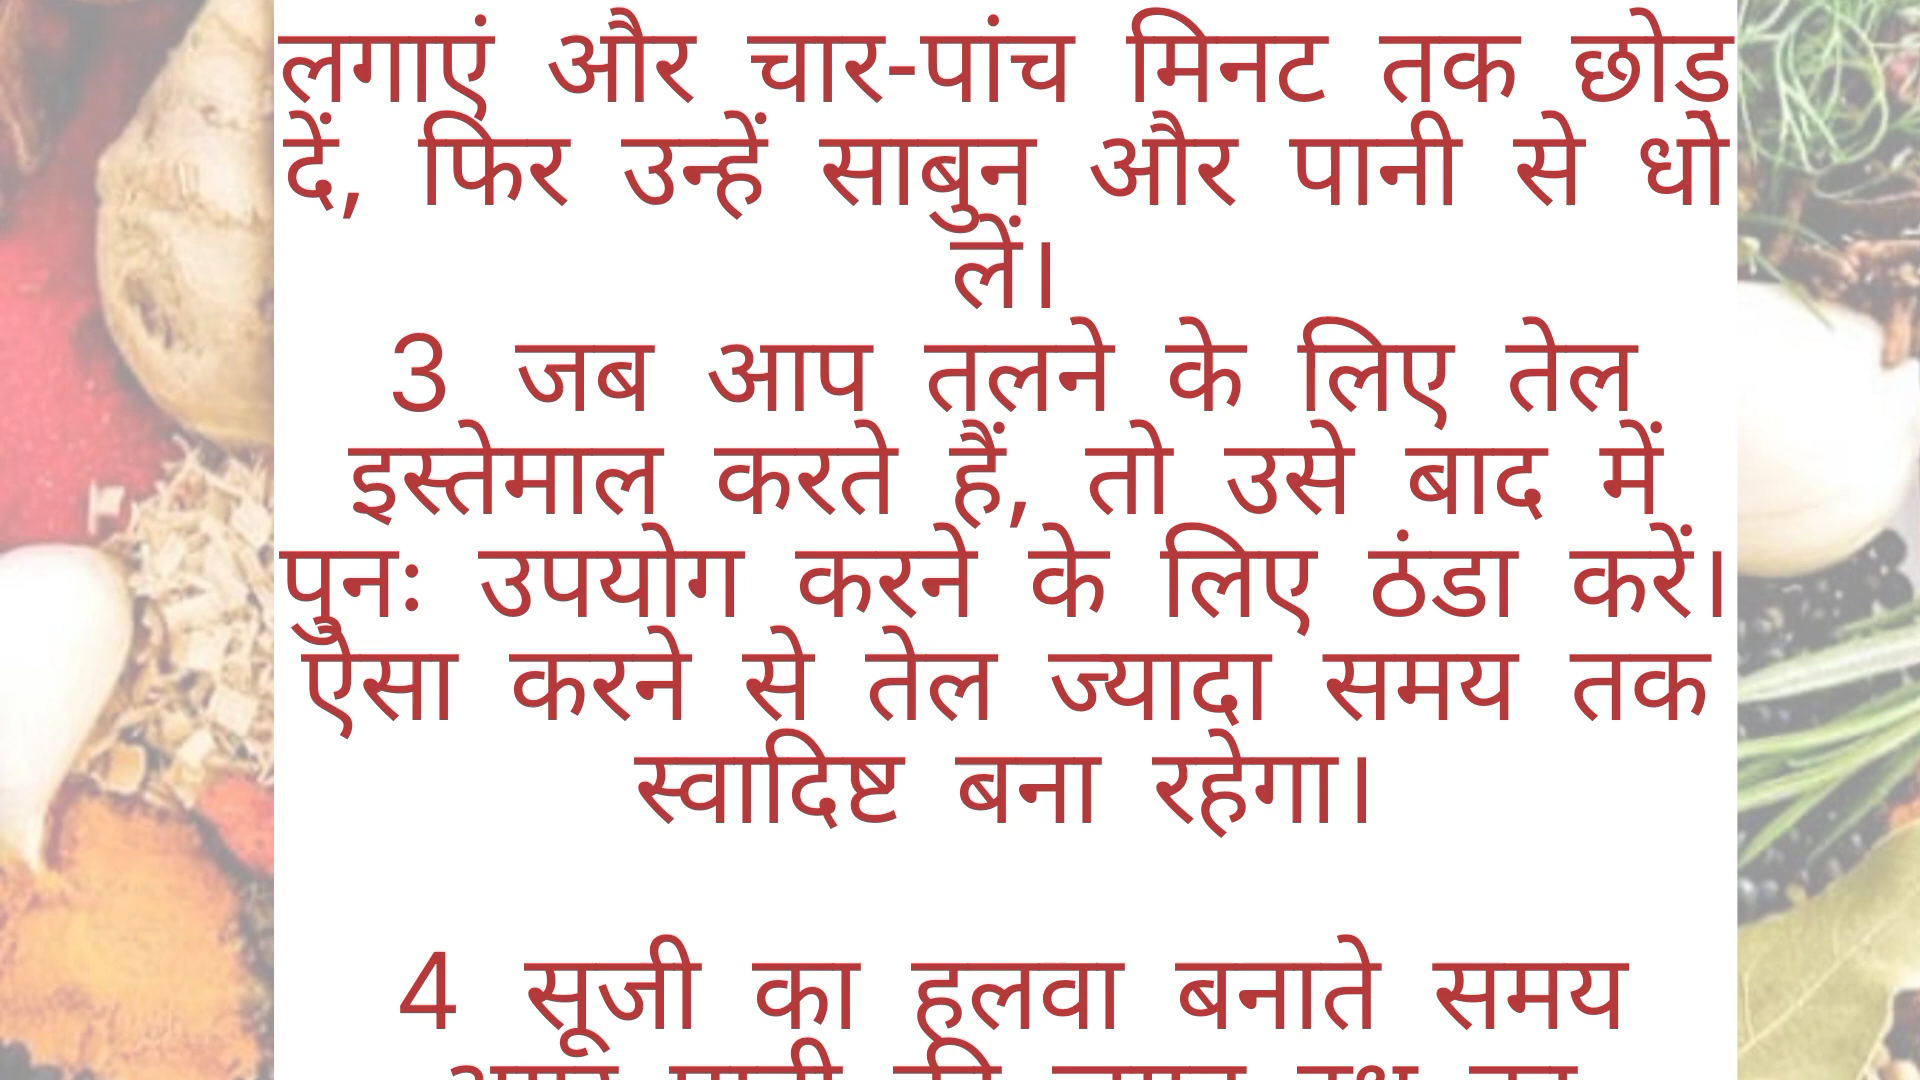 लगाएं और चार-पांच मिनट तक छोड़
दें, फिर उन्हें साबुन और पानी से धो
लें।
3 जब आप तलने के लिए तेल
इस्तेमाल करते हैं, तो उसे बाद में
पुनः उपयोग करने के लिए ठंडा करें।
ऐसा करने से तेल ज्यादा समय तक
स्वादिष्ट बना रहेगा।
4 सूजी का हलवा बनाते समय